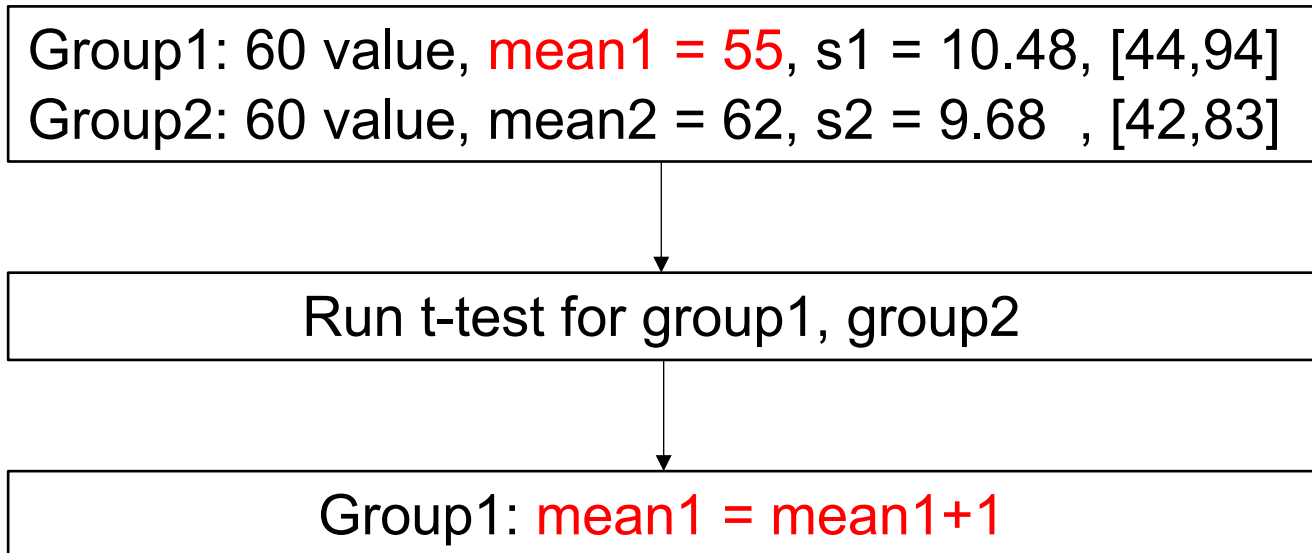 Group1: 60 value, mean1 = 55, s1 = 10.48, [44,94]
Group2: 60 value, mean2 = 62, s2 = 9.68 , [42,83]
Run t-test for group1, group2
Group1: mean1 = mean1+1